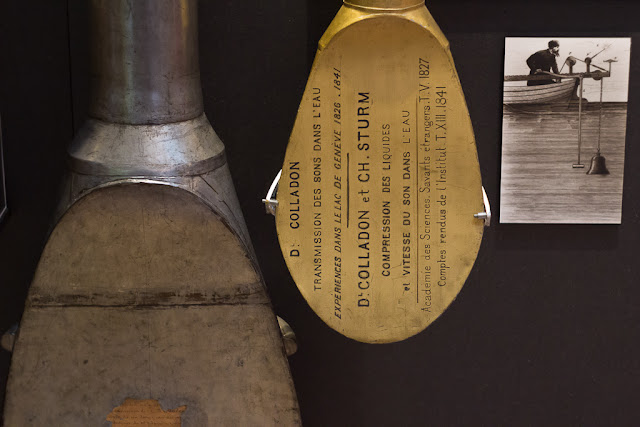 D. COLLADON
TRANSMISSION DES SONS DANS L'EAU
EXPERIENCES DANS LE LAC DE GENÈVE 1826 . 1841
D. COLLADON et CH. STURM
COMPRESSION DES LIQUIDES
et VITESSE DU SON DANS L'EAU
Académie des Sciences. Savants étrangers. T. V. 1827
Comptes rendus de l'Institut T. XIII. 1841